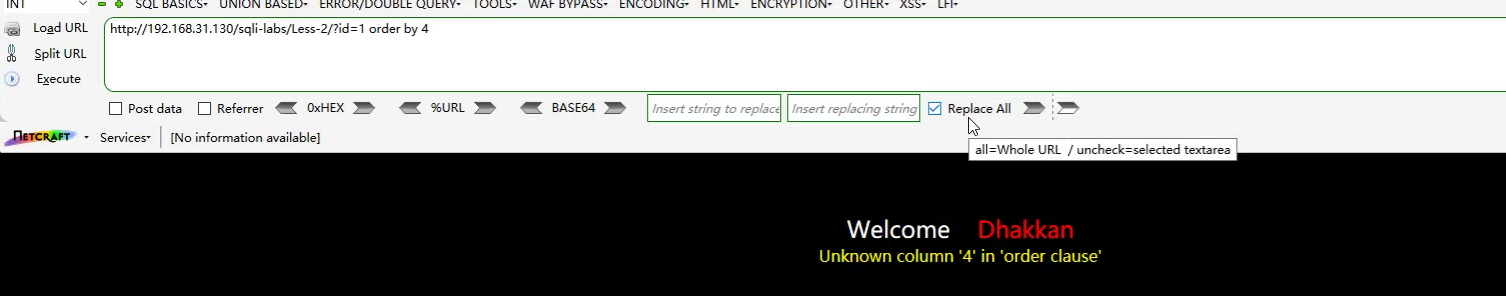 INT SQL BASICS UNION BASED ERROR/DOUBLE QUERY TOOLS WAF BYPASS ENCODING HTML ENCRYPTION OTHER XSS LFI
Load URL http://192.168.31.130/sqli-labs/Less-2/?id=1 order by 4
Split URL
Execute
Post data Referrer 0xHEX %URL BASE64 Insert string to replace Insert replacing string Replace All
NETCRAFT Services [No information available]
all=Whole URL / uncheck=selected textarea
Welcome Dhakkan
Unknown column '4' in 'order clause'